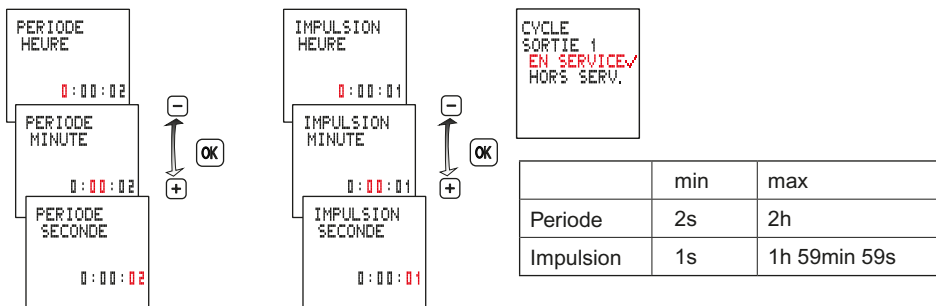 PERIODE
HEURE
0:00:02
PERIODE
MINUTE
0:00:02
PERIODE
SECONDE
0:00:02
−
OK
+
IMPULSION
HEURE
0:00:01
IMPULSION
MINUTE
0:00:01
IMPULSION
SECONDE
0:00:01
−
OK
+
CYCLE
SORTIE 1
EN SERVICE✓
HORS SERV.
min max
Periode 2s 2h
Impulsion 1s 1h 59min 59s